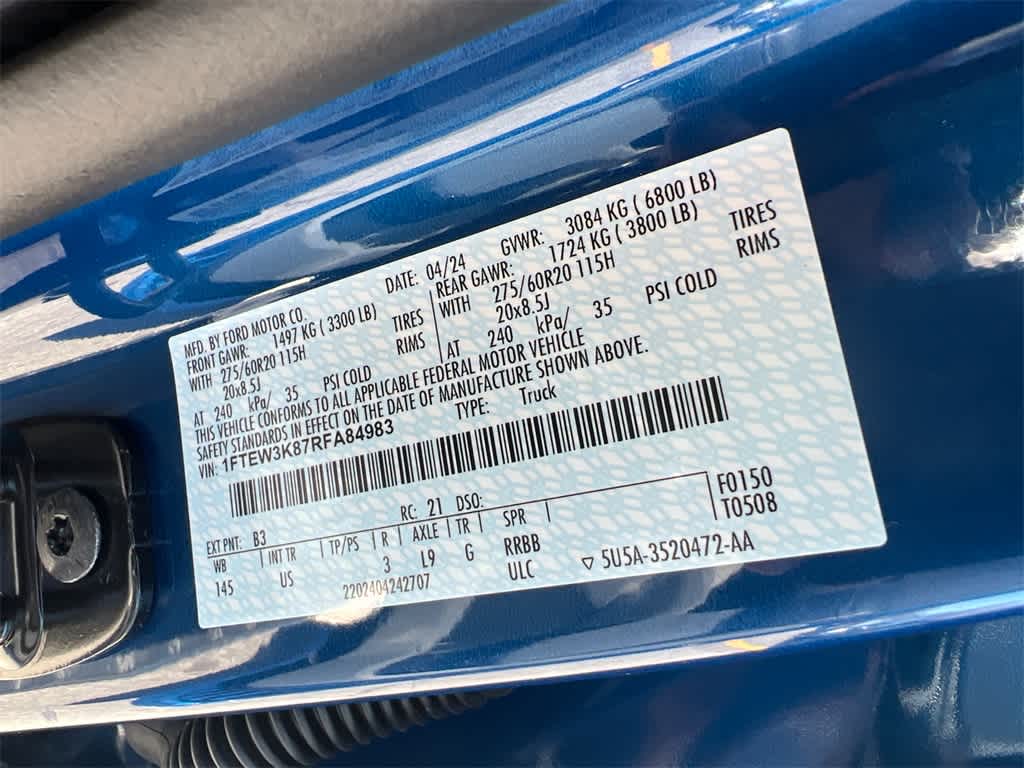 MFD. BY FORD MOTOR CO.
DATE: 04/24 GVWR: 3084 KG ( 6800 LB)
FRONT GAWR: 1497 KG ( 3300 LB) REAR GAWR: 1724 KG ( 3800 LB)
WITH 275/60R20 115H TIRES WITH 275/60R20 115H TIRES
20x8.5J RIMS 20x8.5J RIMS
AT 240 kPa/ 35 PSI COLD AT 240 kPa/ 35 PSI COLD
THIS VEHICLE CONFORMS TO ALL APPLICABLE FEDERAL MOTOR VEHICLE
SAFETY STANDARDS IN EFFECT ON THE DATE OF MANUFACTURE SHOWN ABOVE.
VIN: 1FTEW3K87RFA84983 TYPE: Truck
EXT PNT: B3 RC: 21 DSO: F0150
WB INT TR TP/PS R AXLE TR SPR T0508
145 US 3 L9 G RRBB
2202404242707 ULC ▽ 5U5A-3520472-AA